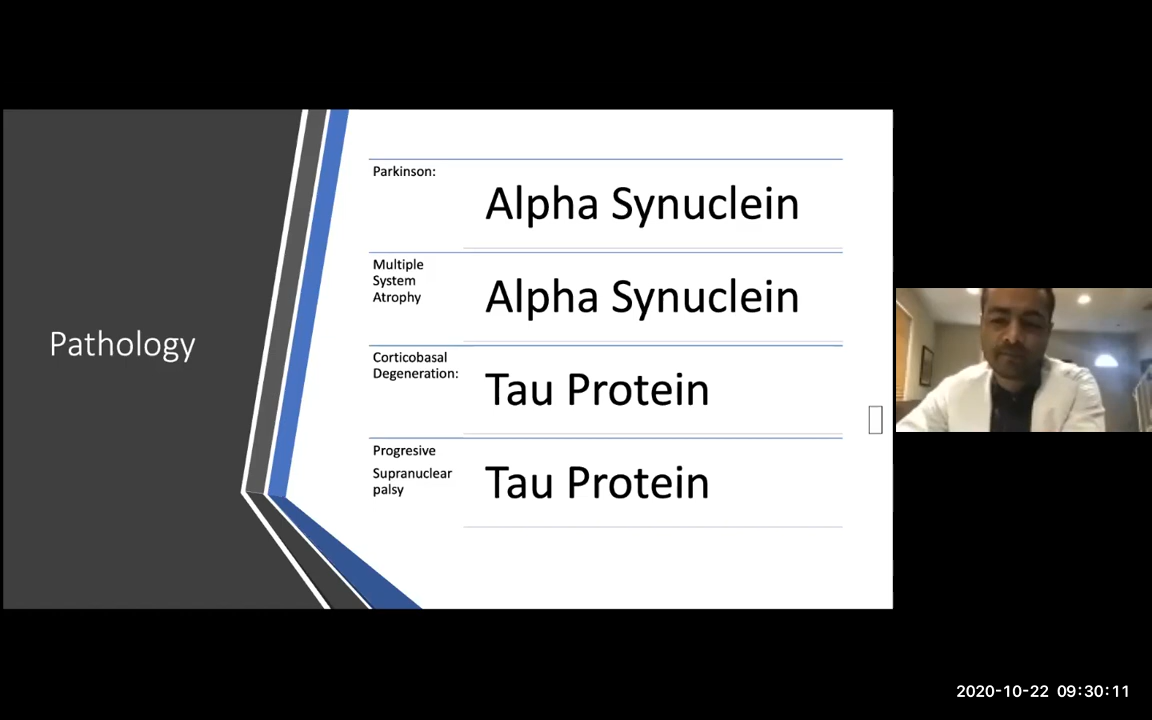 Pathology
Parkinson:
Alpha Synuclein
Multiple
System
Atrophy
Alpha Synuclein
Corticobasal
Degeneration:
Tau Protein
Progresive
Supranuclear
palsy
Tau Protein
2020-10-22 09:30:11